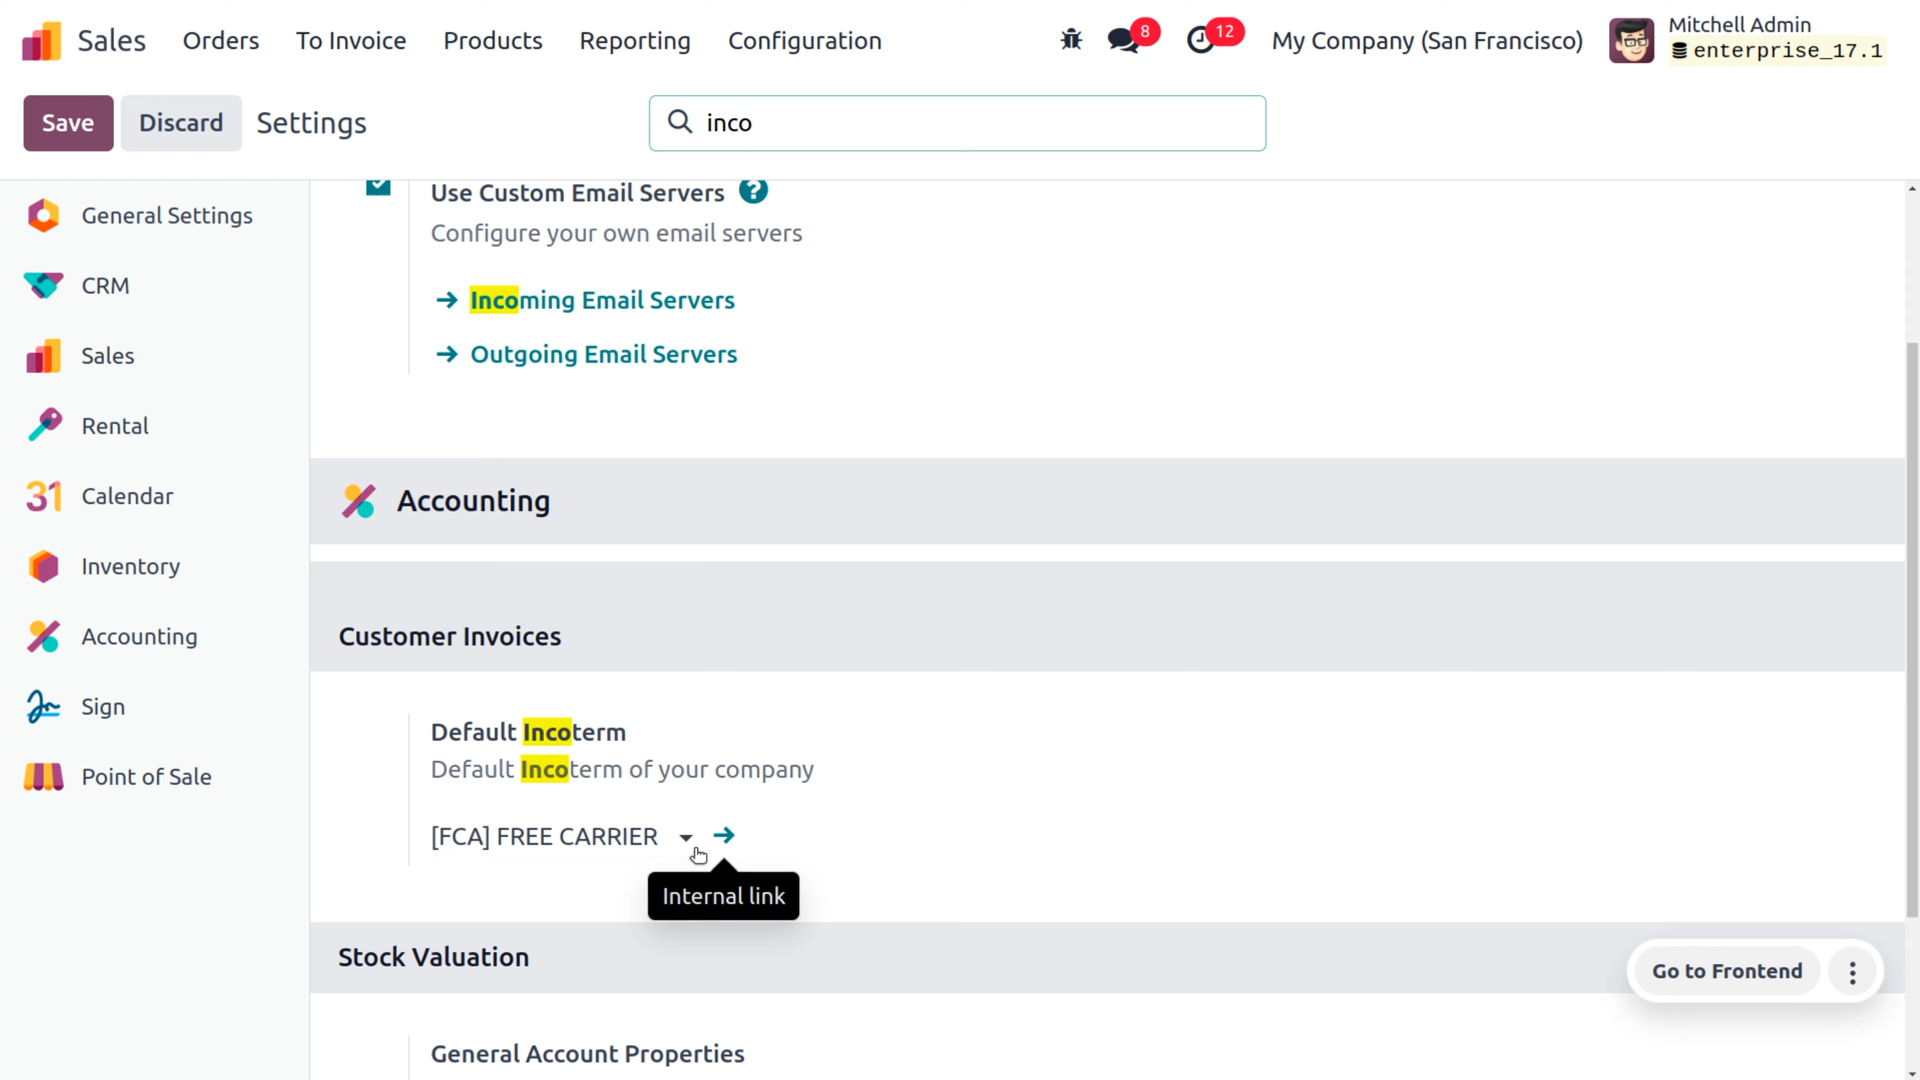 Sales Orders To Invoice Products Reporting Configuration 8 12 My Company (San Francisco) Mitchell Admin
enterprise_17.1
Save Discard Settings inco
General Settings
CRM
Sales
Rental
31 Calendar
Inventory
Accounting
Sign
Point of Sale
Use Custom Email Servers ?
Configure your own email servers
→ Incoming Email Servers
→ Outgoing Email Servers
Accounting
Customer Invoices
Default Incoterm
Default Incoterm of your company
[FCA] FREE CARRIER →
Internal link
Stock Valuation
Go to Frontend
General Account Properties